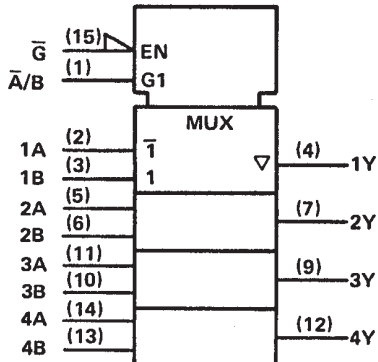 G̅ (15) EN
A̅/B (1) G1
MUX
1A (2) 1̅ ▽ (4) 1Y
1B (3) 1
2A (5) (7) 2Y
2B (6)
3A (11) (9) 3Y
3B (10)
4A (14) (12) 4Y
4B (13)